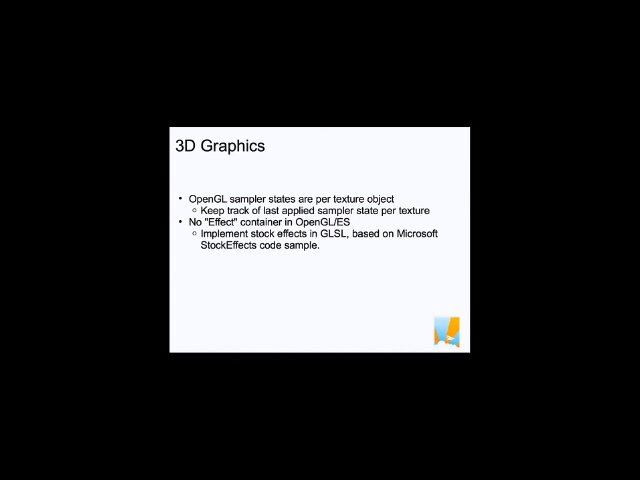 3D Graphics
• OpenGL sampler states are per texture object
○ Keep track of last applied sampler state per texture
• No "Effect" container in OpenGL/ES
○ Implement stock effects in GLSL, based on Microsoft
StockEffects code sample.